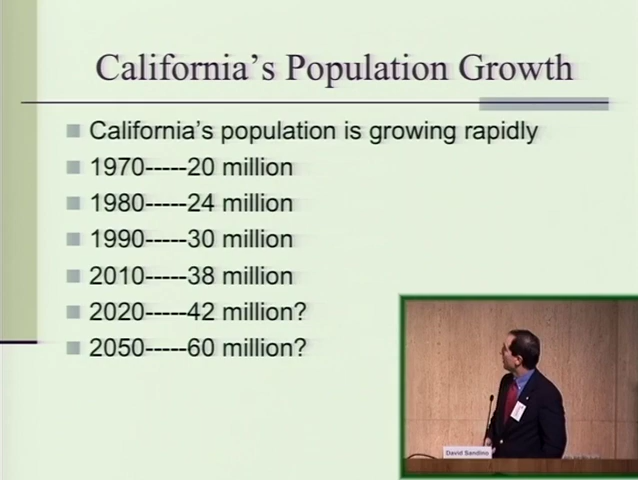 California's Population Growth
California's population is growing rapidly
1970-----20 million
1980-----24 million
1990-----30 million
2010-----38 million
2020-----42 million?
2050-----60 million?
David Sandino